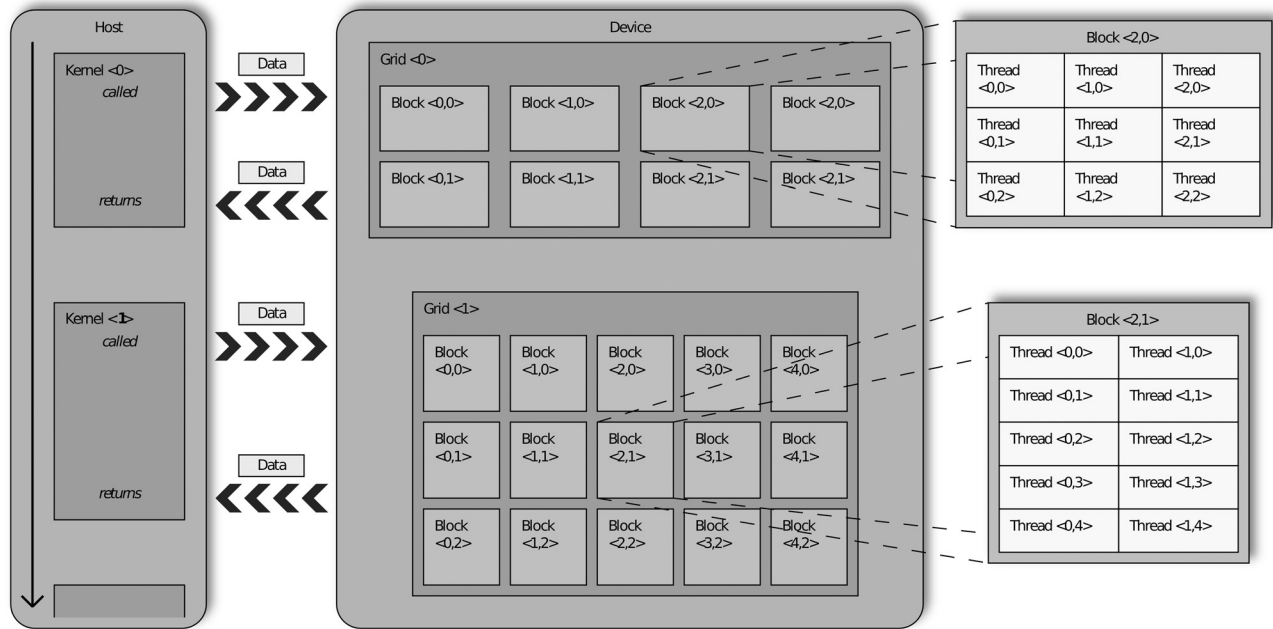 Host
Kernel <0>
called
returns
Kernel <1>
called
returns
Data
Data
Data
Data
Device
Grid <0>
Block <0,0> Block <1,0> Block <2,0> Block <2,0>
Block <0,1> Block <1,1> Block <2,1> Block <2,1>
Grid <1>
Block Block Block Block Block
<0,0> <1,0> <2,0> <3,0> <4,0>
Block Block Block Block Block
<0,1> <1,1> <2,1> <3,1> <4,1>
Block Block Block Block Block
<0,2> <1,2> <2,2> <3,2> <4,2>
Block <2,0>
Thread Thread Thread
<0,0> <1,0> <2,0>
Thread Thread Thread
<0,1> <1,1> <2,1>
Thread Thread Thread
<0,2> <1,2> <2,2>
Block <2,1>
Thread <0,0> Thread <1,0>
Thread <0,1> Thread <1,1>
Thread <0,2> Thread <1,2>
Thread <0,3> Thread <1,3>
Thread <0,4> Thread <1,4>